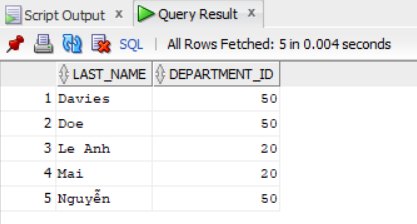 Script Output x Query Result x
SQL | All Rows Fetched: 5 in 0.004 seconds
LAST_NAME DEPARTMENT_ID
1 Davies 50
2 Doe 50
3 Le Anh 20
4 Mai 20
5 Nguyễn 50